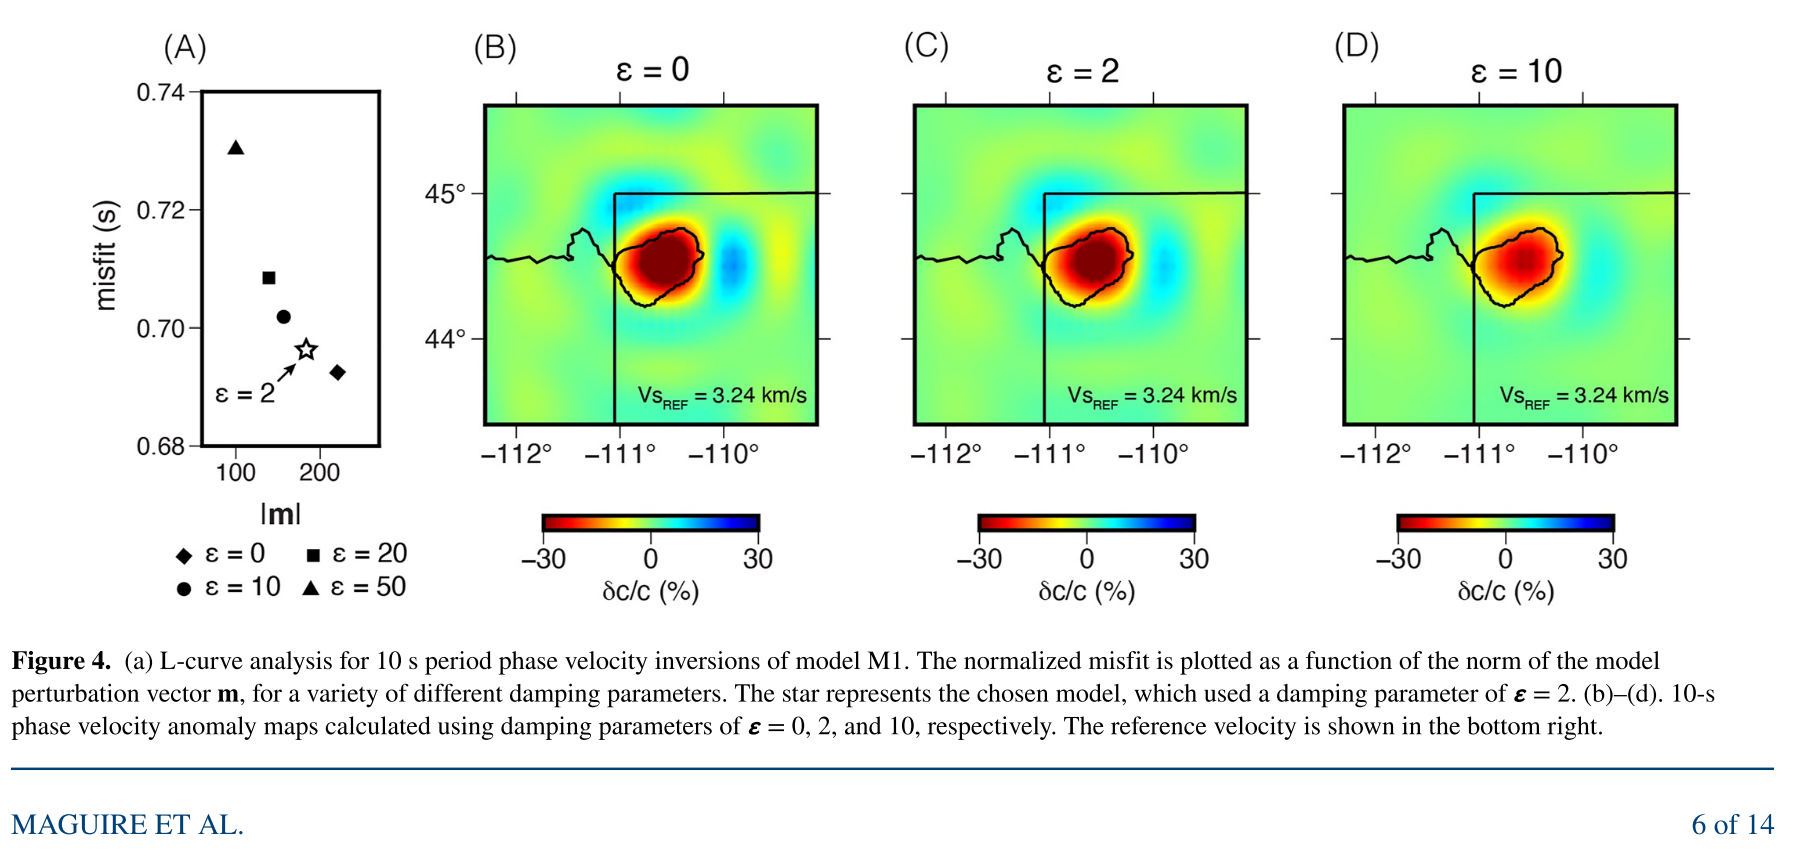 (A)
0.74
0.72
0.70
0.68
misfit (s)
ε = 2
100 200
|m|
◆ ε = 0 ■ ε = 20
● ε = 10 ▲ ε = 50
(B)
ε = 0
45°
44°
Vs_REF = 3.24 km/s
−112° −111° −110°
−30 0 30
δc/c (%)
(C)
ε = 2
Vs_REF = 3.24 km/s
−112° −111° −110°
−30 0 30
δc/c (%)
(D)
ε = 10
Vs_REF = 3.24 km/s
−112° −111° −110°
−30 0 30
δc/c (%)
Figure 4. (a) L-curve analysis for 10 s period phase velocity inversions of model M1. The normalized misfit is plotted as a function of the norm of the model
perturbation vector m, for a variety of different damping parameters. The star represents the chosen model, which used a damping parameter of ε = 2. (b)–(d). 10-s
phase velocity anomaly maps calculated using damping parameters of ε = 0, 2, and 10, respectively. The reference velocity is shown in the bottom right.
MAGUIRE ET AL.
6 of 14